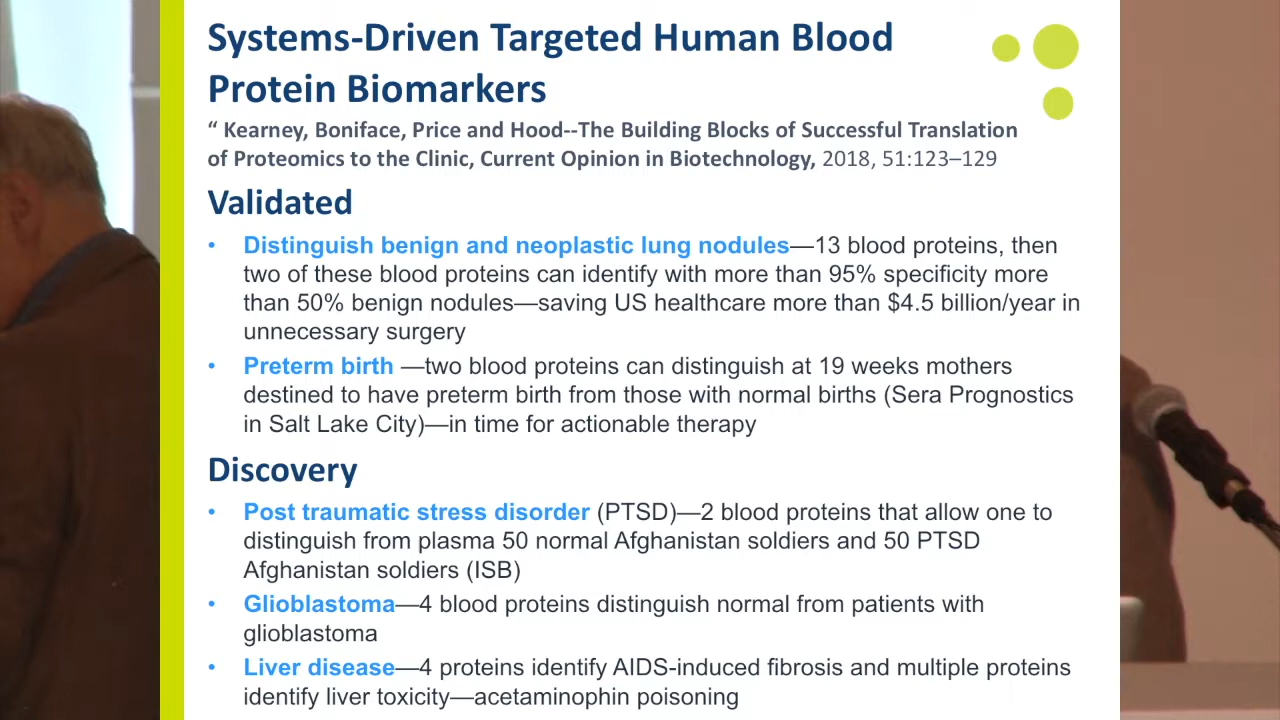 Systems-Driven Targeted Human Blood
Protein Biomarkers
“ Kearney, Boniface, Price and Hood--The Building Blocks of Successful Translation
of Proteomics to the Clinic, Current Opinion in Biotechnology, 2018, 51:123–129
Validated
• Distinguish benign and neoplastic lung nodules—13 blood proteins, then
two of these blood proteins can identify with more than 95% specificity more
than 50% benign nodules—saving US healthcare more than $4.5 billion/year in
unnecessary surgery
• Preterm birth —two blood proteins can distinguish at 19 weeks mothers
destined to have preterm birth from those with normal births (Sera Prognostics
in Salt Lake City)—in time for actionable therapy
Discovery
• Post traumatic stress disorder (PTSD)—2 blood proteins that allow one to
distinguish from plasma 50 normal Afghanistan soldiers and 50 PTSD
Afghanistan soldiers (ISB)
• Glioblastoma—4 blood proteins distinguish normal from patients with
glioblastoma
• Liver disease—4 proteins identify AIDS-induced fibrosis and multiple proteins
identify liver toxicity—acetaminophin poisoning